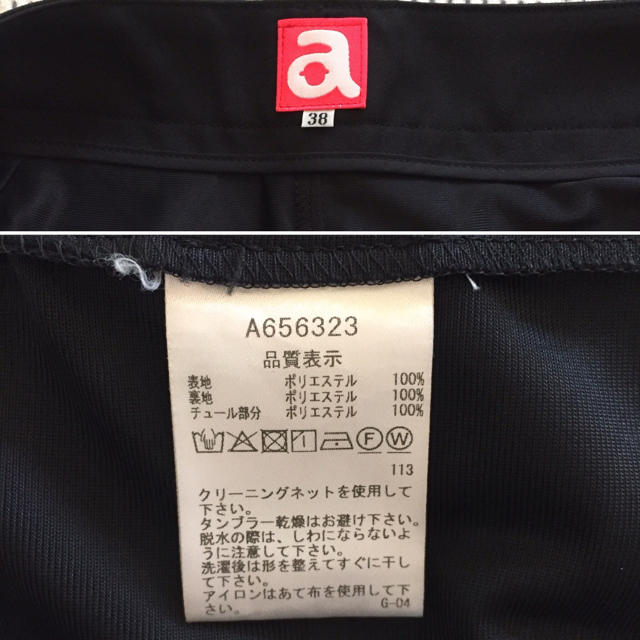 a
38
A656323
品質表示
表地 ポリエステル 100%
裏地 ポリエステル 100%
チュール部分 ポリエステル 100%
F W
113
クリーニングネットを使用して
下さい。
タンブラー乾燥はお避け下さい。
脱水の際は、しわにならないよ
うに注意して下さい。
洗濯後は形を整えてすぐに干し
て下さい。
アイロンはあて布を使用して下
さい。 G-04